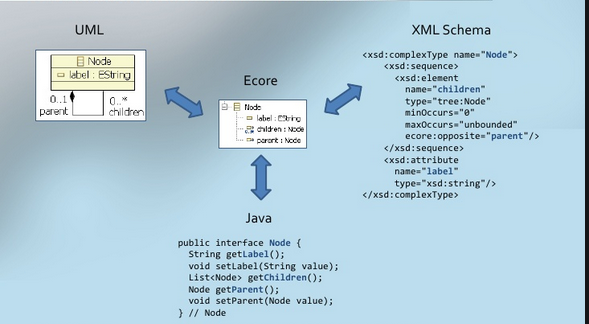 UML
Node
label : EString
0..1
parent
0..*
children
Ecore
Node
label : EString
children : Node
parent : Node
XML Schema
<xsd:complexType name="Node">
<xsd:sequence>
<xsd:element
name="children"
type="tree:Node"
minOccurs="0"
maxOccurs="unbounded"
ecore:opposite="parent"/>
</xsd:sequence>
<xsd:attribute
name="label"
type="xsd:string"/>
</xsd:complexType>
Java
public interface Node {
String getLabel();
void setLabel(String value);
List<Node> getChildren();
Node getParent();
void setParent(Node value);
} // Node